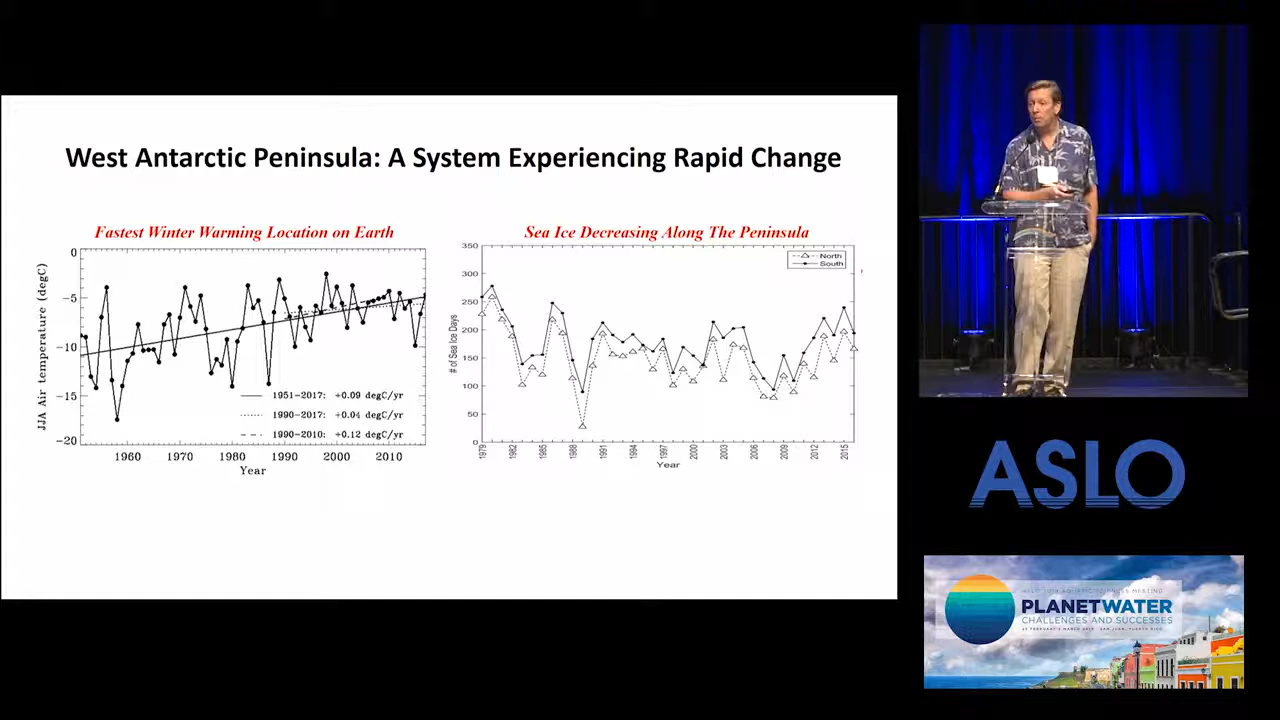 West Antarctic Peninsula: A System Experiencing Rapid Change
Fastest Winter Warming Location on Earth
JJA Air temperature (degC)
0
-5
-10
-15
-20
1951-2017: +0.09 degC/yr
1990-2017: +0.04 degC/yr
1990-2010: +0.12 degC/yr
1960 1970 1980 1990 2000 2010
Year
Sea Ice Decreasing Along The Peninsula
# of Sea Ice Days
350
300
250
200
150
100
50
0
North
South
1979 1982 1985 1988 1991 1994 1997 2000 2003 2006 2009 2012 2015
Year
ASLO
PLANETWATER
CHALLENGES AND SUCCESSES